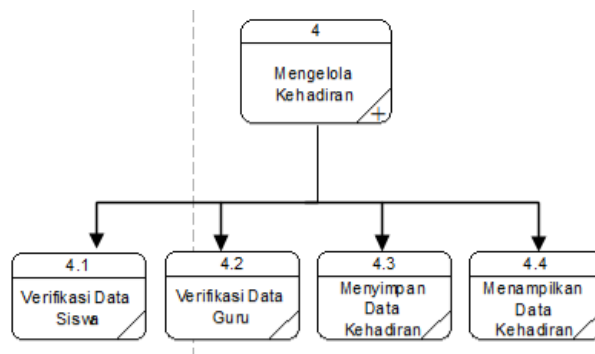 4
Mengelola
Kehadiran
4.1
Verifikasi Data
Siswa
4.2
Verifikasi Data
Guru
4.3
Menyimpan
Data
Kehadiran
4.4
Menampilkan
Data
Kehadiran